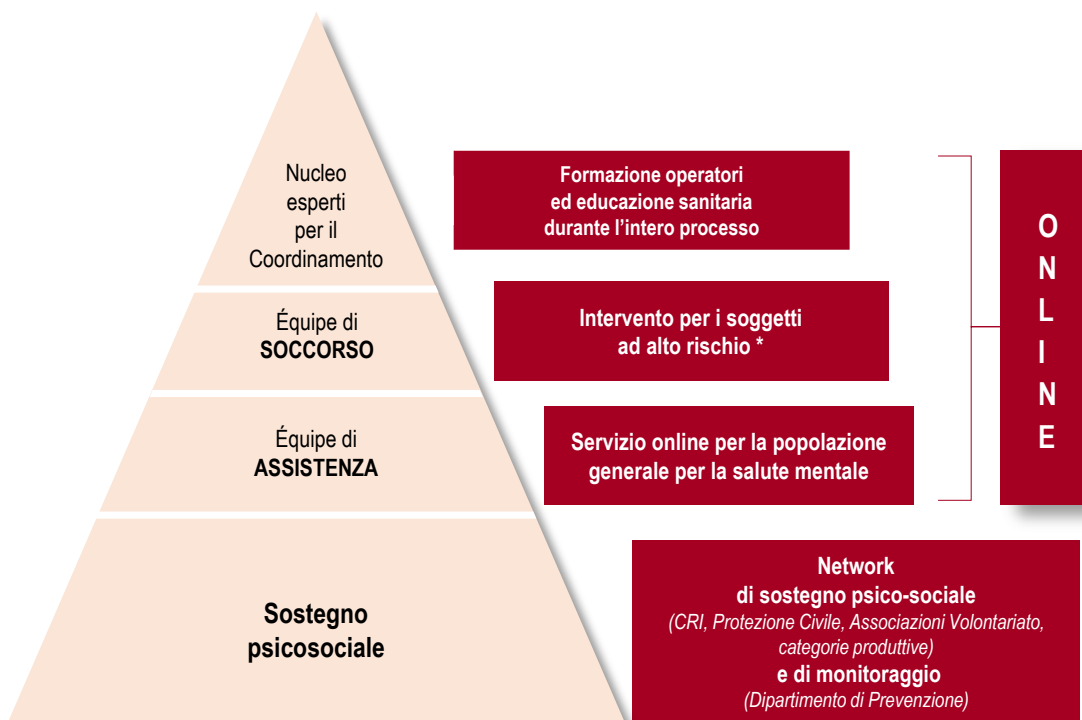 Nucleo
esperti
per il
Coordinamento
Formazione operatori
ed educazione sanitaria
durante l'intero processo
Équipe di
SOCCORSO
Intervento per i soggetti
ad alto rischio *
Équipe di
ASSISTENZA
Servizio online per la popolazione
generale per la salute mentale
O
N
L
I
N
E
Sostegno
psicosociale
Network
di sostegno psico-sociale
(CRI, Protezione Civile, Associazioni Volontariato,
categorie produttive)
e di monitoraggio
(Dipartimento di Prevenzione)